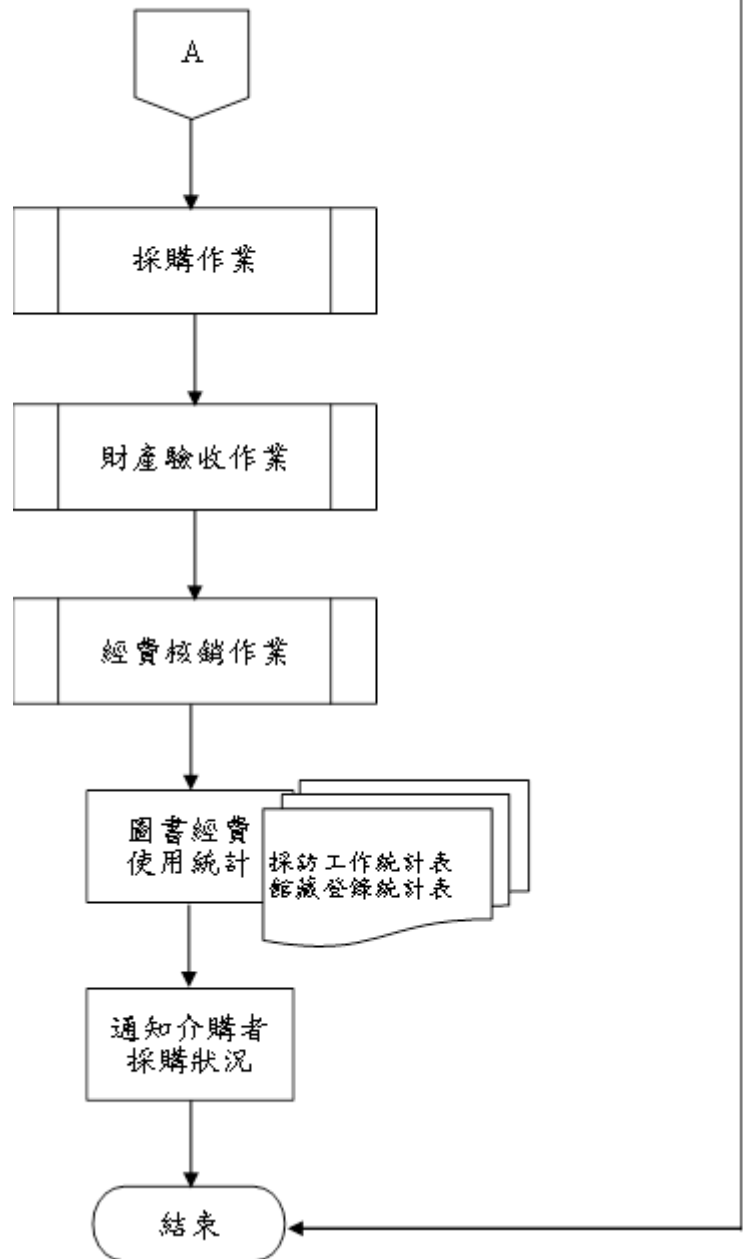 A
採購作業
財產驗收作業
經費核銷作業
圖書經費
使用統計
採訪工作統計表
館藏登錄統計表
通知介購者
採購狀況
結束